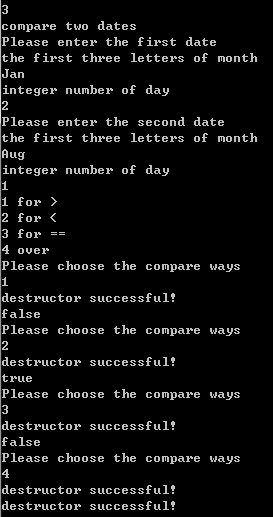 3
compare two dates
Please enter the first date
the first three letters of month
Jan
integer number of day
2
Please enter the second date
the first three letters of month
Aug
integer number of day
1
1 for >
2 for <
3 for ==
4 over
Please choose the compare ways
1
destructor successful!
false
Please choose the compare ways
2
destructor successful!
true
Please choose the compare ways
3
destructor successful!
false
Please choose the compare ways
4
destructor successful!
destructor successful!